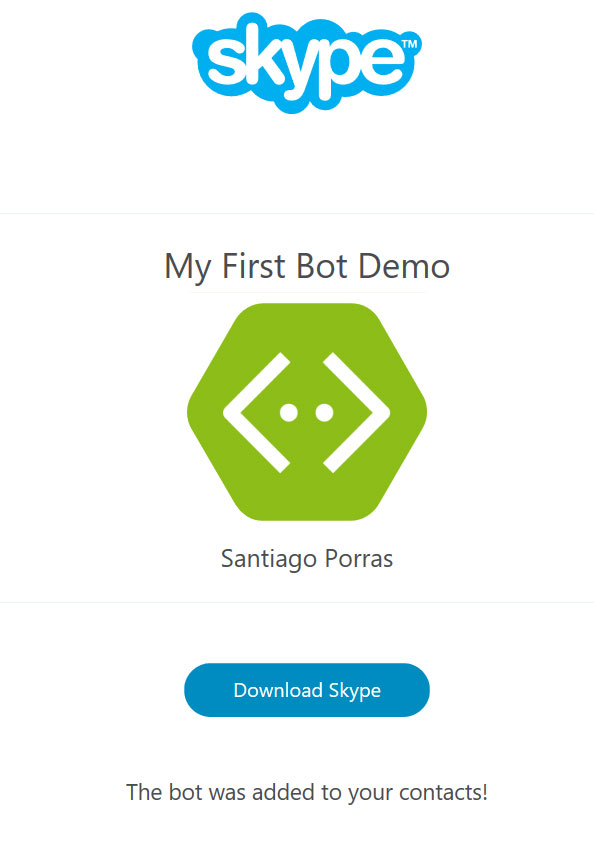 skype™
My First Bot Demo
Santiago Porras
Download Skype
The bot was added to your contacts!